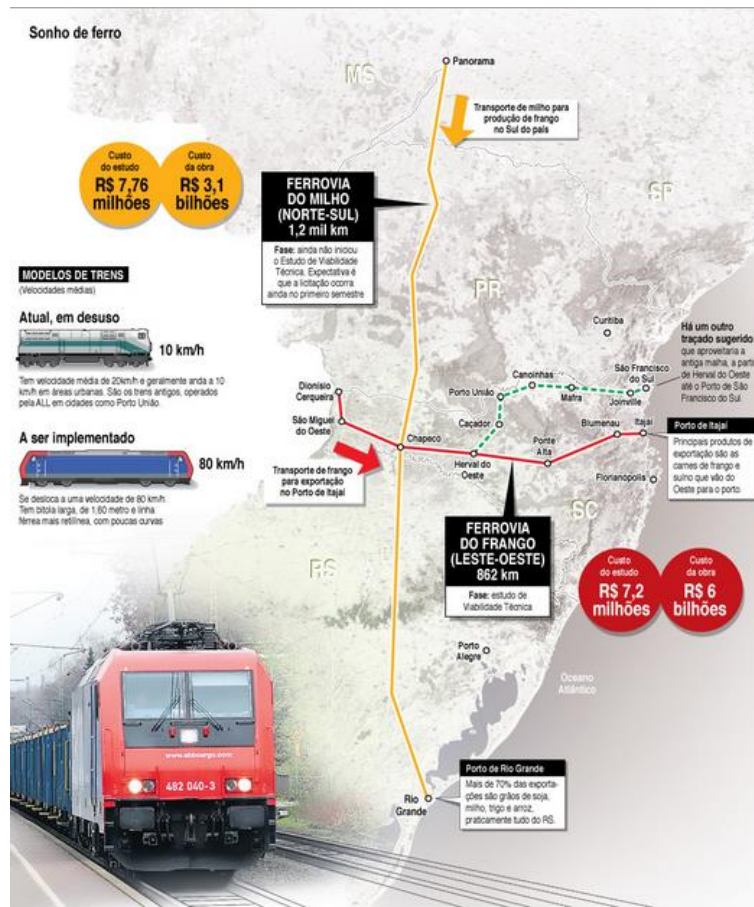 Sonho de ferro
MS
Panorama
Transporte de milho para
produção de frango
no Sul do país
Custo
do estudo
R$ 7,76
milhões
Custo
da obra
R$ 3,1
bilhões
SP
FERROVIA
DO MILHO
(NORTE-SUL)
1,2 mil km
Fase: ainda não iniciou
o Estudo de Viabilidade
Técnica. Expectativa é
que a licitação ocorra
ainda no primeiro semestre
MODELOS DE TRENS
(Velocidades médias)
Atual, em desuso
10 km/h
Tem velocidade média de 20km/h e geralmente anda a 10
km/h em áreas urbanas. São os trens antigos, operados
pela ALL em cidades como Porto União.
A ser implementado
80 km/h
Se desloca a uma velocidade de 80 km/h.
Tem bitola larga, de 1,60 metro e linha
férrea mais retilínea, com poucas curvas
PR
Curitiba
Há um outro
traçado sugerido
que aproveitaria a
antiga malha, a partir
de Herval do Oeste
até o Porto de São
Francisco do Sul.
São Francisco
do Sul
Canoinhas
Porto União
Mafra
Joinville
Dionísio
Cerqueira
São Miguel
do Oeste
Caçador
Chapecó
Herval do
Oeste
Ponte
Alta
Blumenau
Itajaí
Porto de Itajaí
Principais produtos de
exportação são as
carnes de frango e
suíno que vão do
Oeste para o porto.
Transporte de frango
para exportação
no Porto de Itajaí
Florianópolis
SC
FERROVIA
DO FRANGO
(LESTE-OESTE)
862 km
Fase: estudo de
Viabilidade Técnica
RS
Custo
do estudo
R$ 7,2
milhões
Custo
da obra
R$ 6
bilhões
Porto
Alegre
Oceano
Atlântico
482 040-3
Porto de Rio Grande
Mais de 70% das exporta-
ções são grãos de soja,
milho, trigo e arroz,
praticamente tudo do RS.
Rio
Grande